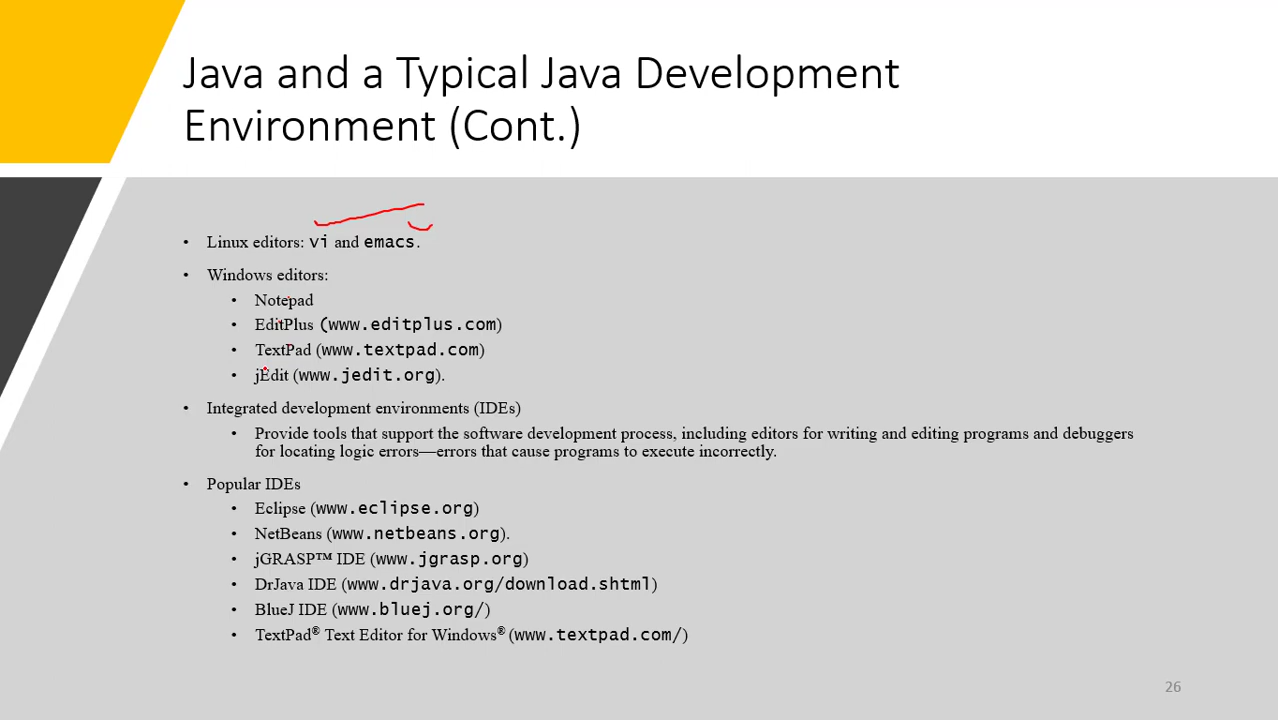 Java and a Typical Java Development
Environment (Cont.)
• Linux editors: vi and emacs.
• Windows editors:
• Notepad
• EditPlus (www.editplus.com)
• TextPad (www.textpad.com)
• jEdit (www.jedit.org).
• Integrated development environments (IDEs)
• Provide tools that support the software development process, including editors for writing and editing programs and debuggers
for locating logic errors—errors that cause programs to execute incorrectly.
• Popular IDEs
• Eclipse (www.eclipse.org)
• NetBeans (www.netbeans.org).
• jGRASP™ IDE (www.jgrasp.org)
• DrJava IDE (www.drjava.org/download.shtml)
• BlueJ IDE (www.bluej.org/)
• TextPad® Text Editor for Windows® (www.textpad.com/)
26